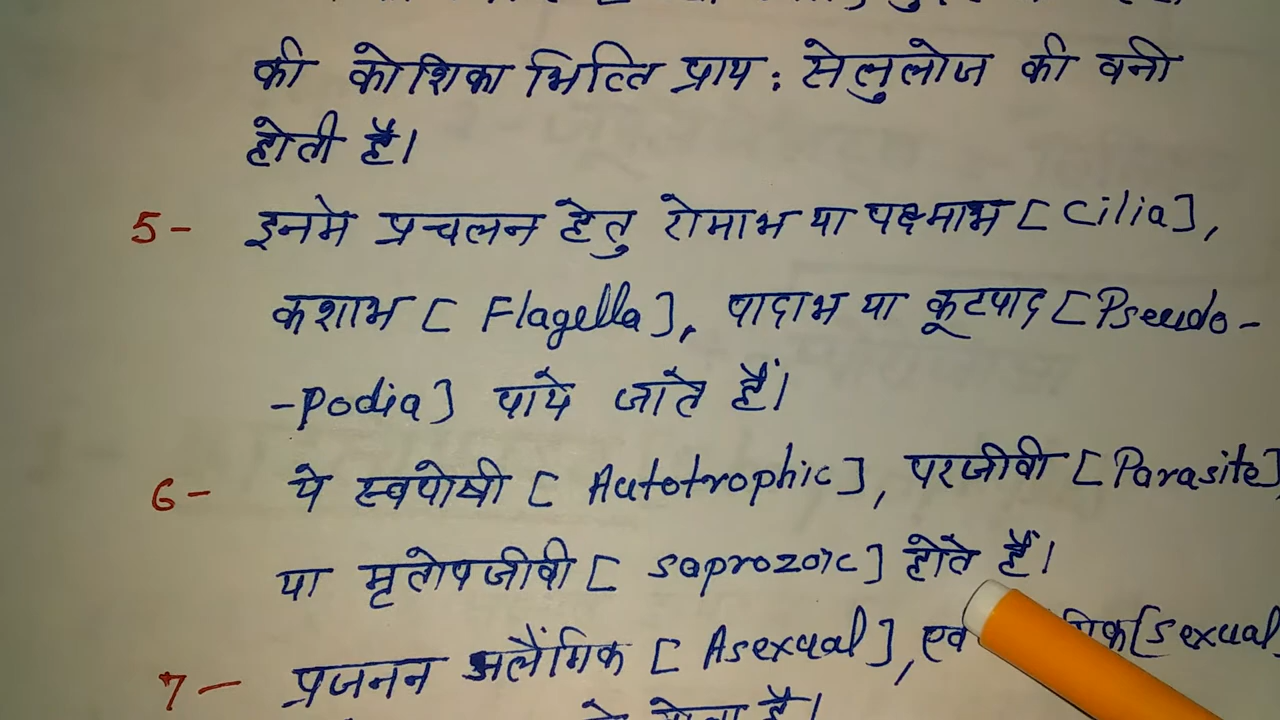 की कोशिका भित्ति प्राय: सेलुलोज की वनी
होती है।
5- इनमे प्रचलन हेतु रोमाभ या पक्ष्माभ [Cilia],
कशाभ [Flagella], पादाभ या कूटपाद [Pseudo-
-Podia] पाये जाते हैं।
6- ये स्वपोषी [Autotrophic], परजीवी [Parasite],
या मृतोपजीवी [saprozoic] होते हैं।
7- प्रजनन अलैंगिक [Asexual], एवं [sexual]
है।